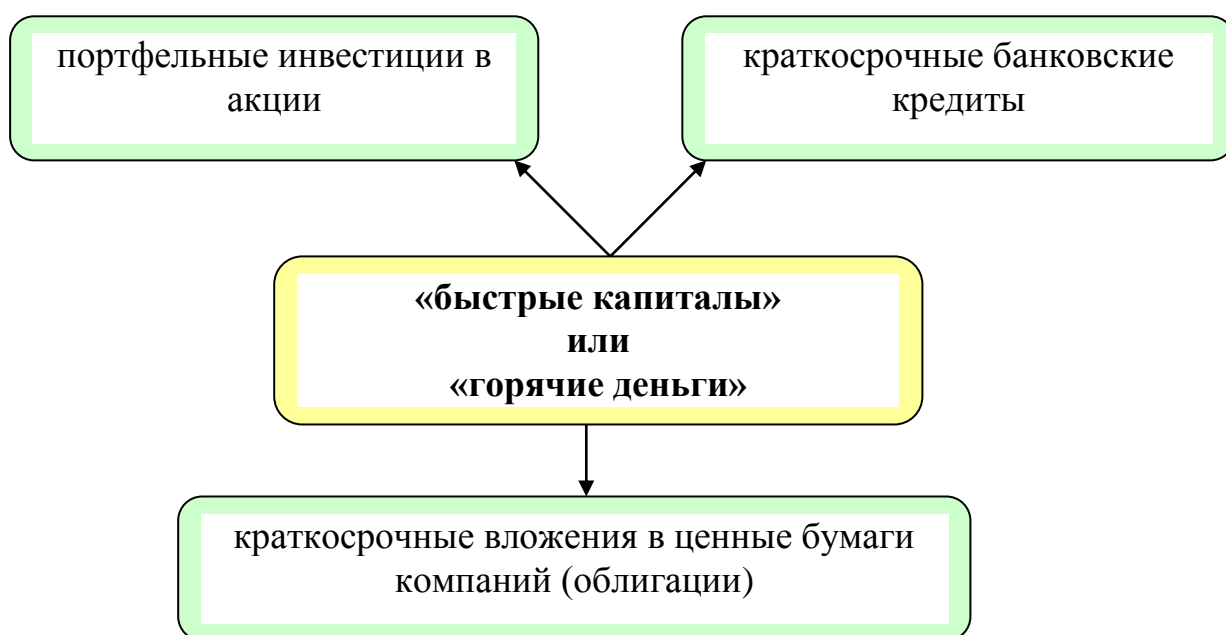 портфельные инвестиции в
акции
краткосрочные банковские
кредиты
«быстрые капиталы»
или
«горячие деньги»
краткосрочные вложения в ценные бумаги
компаний (облигации)